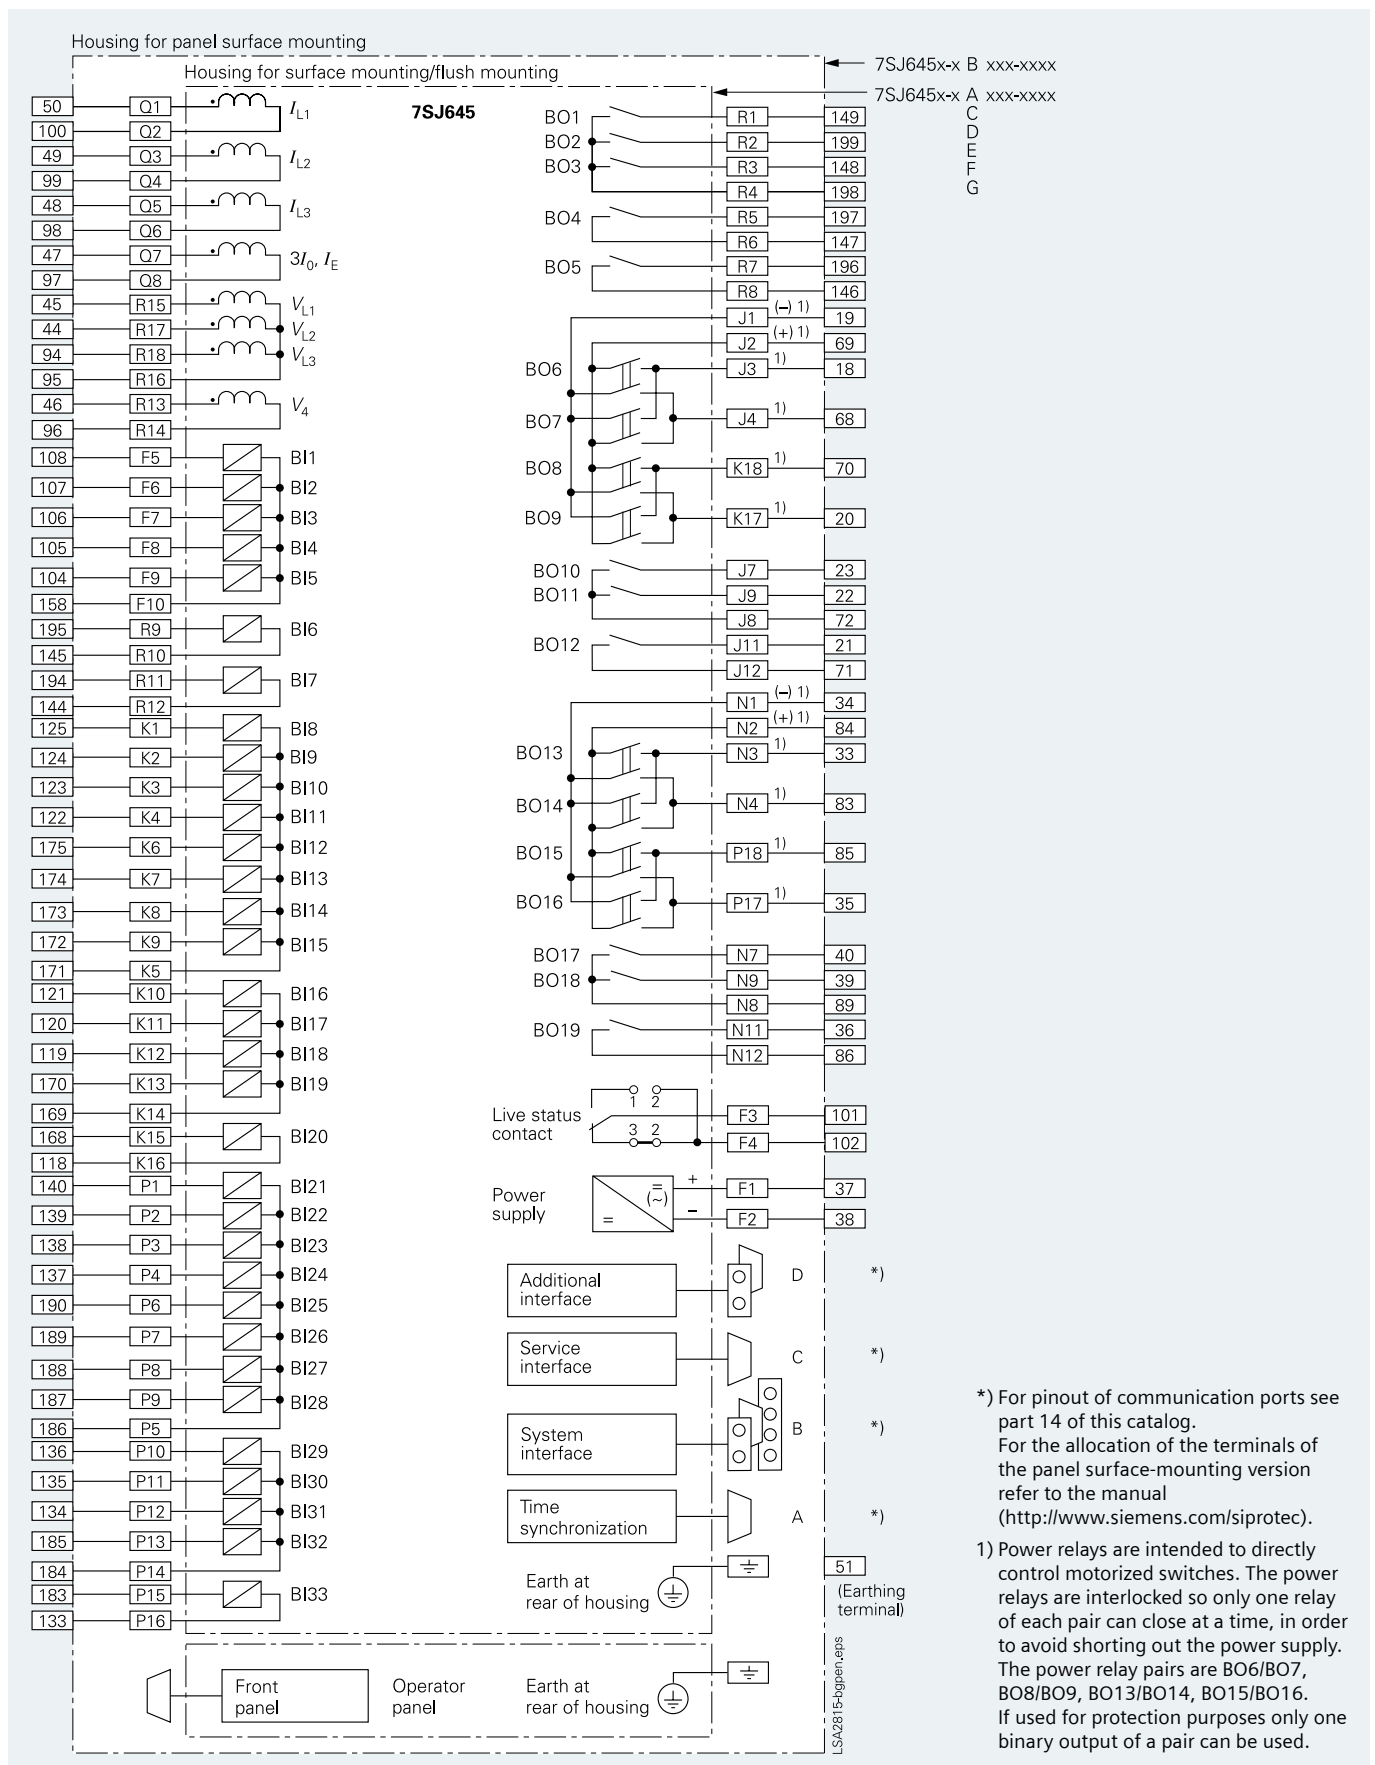 Housing for panel surface mounting
Housing for surface mounting/flush mounting
7SJ645
7SJ645x-x B xxx-xxxx
7SJ645x-x A xxx-xxxx
C
D
E
F
G
50 Q1 IL1
100 Q2
49 Q3 IL2
99 Q4
48 Q5 IL3
98 Q6
47 Q7 3I0, IE
97 Q8
45 R15 VL1
44 R17 VL2
94 R18 VL3
95 R16
46 R13 V4
96 R14
108 F5 BI1
107 F6 BI2
106 F7 BI3
105 F8 BI4
104 F9 BI5
158 F10
195 R9 BI6
145 R10
194 R11 BI7
144 R12
125 K1 BI8
124 K2 BI9
123 K3 BI10
122 K4 BI11
175 K6 BI12
174 K7 BI13
173 K8 BI14
172 K9 BI15
171 K5
121 K10 BI16
120 K11 BI17
119 K12 BI18
170 K13 BI19
169 K14
168 K15 BI20
118 K16
140 P1 BI21
139 P2 BI22
138 P3 BI23
137 P4 BI24
190 P6 BI25
189 P7 BI26
188 P8 BI27
187 P9 BI28
186 P5
136 P10 BI29
135 P11 BI30
134 P12 BI31
185 P13 BI32
184 P14
183 P15 BI33
133 P16
BO1 R1 149
BO2 R2 199
BO3 R3 148
R4 198
BO4 R5 197
R6 147
BO5 R7 196
R8 146
J1 (–) 1) 19
J2 (+) 1) 69
BO6 J3 1) 18
BO7 J4 1) 68
BO8 K18 1) 70
BO9 K17 1) 20
BO10 J7 23
BO11 J9 22
J8 72
BO12 J11 21
J12 71
N1 (–) 1) 34
N2 (+) 1) 84
BO13 N3 1) 33
BO14 N4 1) 83
BO15 P18 1) 85
BO16 P17 1) 35
BO17 N7 40
BO18 N9 39
N8 89
BO19 N11 36
N12 86
1 2
Live status F3 101
contact 3 2 F4 102
Power = (~) + F1 37
supply = – F2 38
Additional
interface D *)
Service
interface C *)
System
interface B *)
Time
synchronization A *)
Earth at
rear of housing
51
(Earthing
terminal)
Front
panel
Operator
panel
Earth at
rear of housing
LSA2815-bgpen.eps
*) For pinout of communication ports see
part 14 of this catalog.
For the allocation of the terminals of
the panel surface-mounting version
refer to the manual
(http://www.siemens.com/siprotec).
1) Power relays are intended to directly
control motorized switches. The power
relays are interlocked so only one relay
of each pair can close at a time, in order
to avoid shorting out the power supply.
The power relay pairs are BO6/BO7,
BO8/BO9, BO13/BO14, BO15/BO16.
If used for protection purposes only one
binary output of a pair can be used.